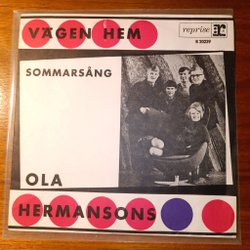 VÄGEN HEM
reprise
R 20239
SOMMARSÅNG
OLA
HERMANSONS